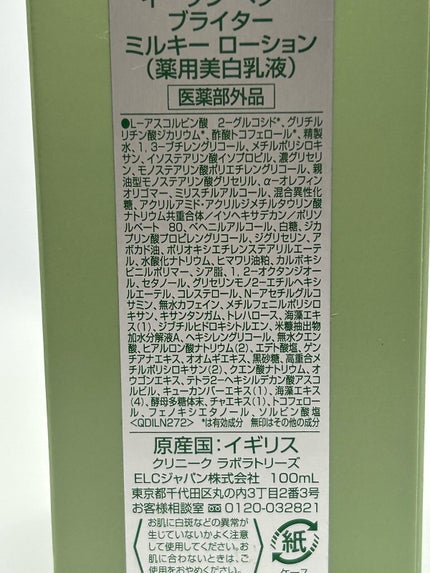 ブライター
ミルキー ローション
(薬用美白乳液)
医薬部外品
●L-アスコルビン酸 2-グルコシド*、グリチル
リチン酸ジカリウム*、酢酸トコフェロール*、精製
水、1,3-ブチレングリコール、メチルポリシロキ
サン、イソステアリン酸イソプロピル、濃グリセリ
ン、モノステアリン酸ポリエチレングリコール、親
油型モノステアリン酸グリセリル、α-オレフィン
オリゴマー、ミリスチルアルコール、混合異性化
糖、アクリルアミド・アクリルジメチルタウリン酸
ナトリウム共重合体/イソヘキサデカン/ポリソ
ルベート 80、ベヘニルアルコール、白糖、ジカ
プリン酸プロピレングリコール、ジグリセリン、ア
ボカド油、ポリオキシエチレンステアリルエーテ
ル、水酸化ナトリウム、ヒマワリ油粕、カルボキシ
ビニルポリマー、シア脂、1,2-オクタンジオー
ル、セタノール、グリセリンモノ2-エチルヘキシ
ルエーテル、コレステロール、N-アセチルグルコ
サミン、無水カフェイン、メチルフェニルポリシロ
キサン、キサンタンガム、トレハロース、海藻エキ
ス(1)、ジブチルヒドロキシトルエン、米糠抽出物
加水分解液A、ヘキシレングリコール、無水クエン
酸、ヒアルロン酸ナトリウム(2)、エデト酸塩、ゲン
チアナエキス、オオムギエキス、黒砂糖、高重合メ
チルポリシロキサン(2)、クエン酸ナトリウム、オ
ウゴンエキス、テトラ2-ヘキシルデカン酸アスコ
ルビル、キューカンバーエキス(1)、海藻エキス
(4)、酵母多糖体末、チャエキス(1)、トコフェロー
ル、フェノキシエタノール、ソルビン酸塩
<QDILN272> *は有効成分 無印はその他の成分
原産国:イギリス
クリニーク ラボラトリーズ
ELCジャパン株式会社 100mL
東京都千代田区丸の内3丁目2番3号
お客様相談室 0120-032821
お肌に白斑などの異常が
生じていないかよく注意
して使用してください。お
肌に合わないときは、ご
使用をおやめください。
紙
ケース